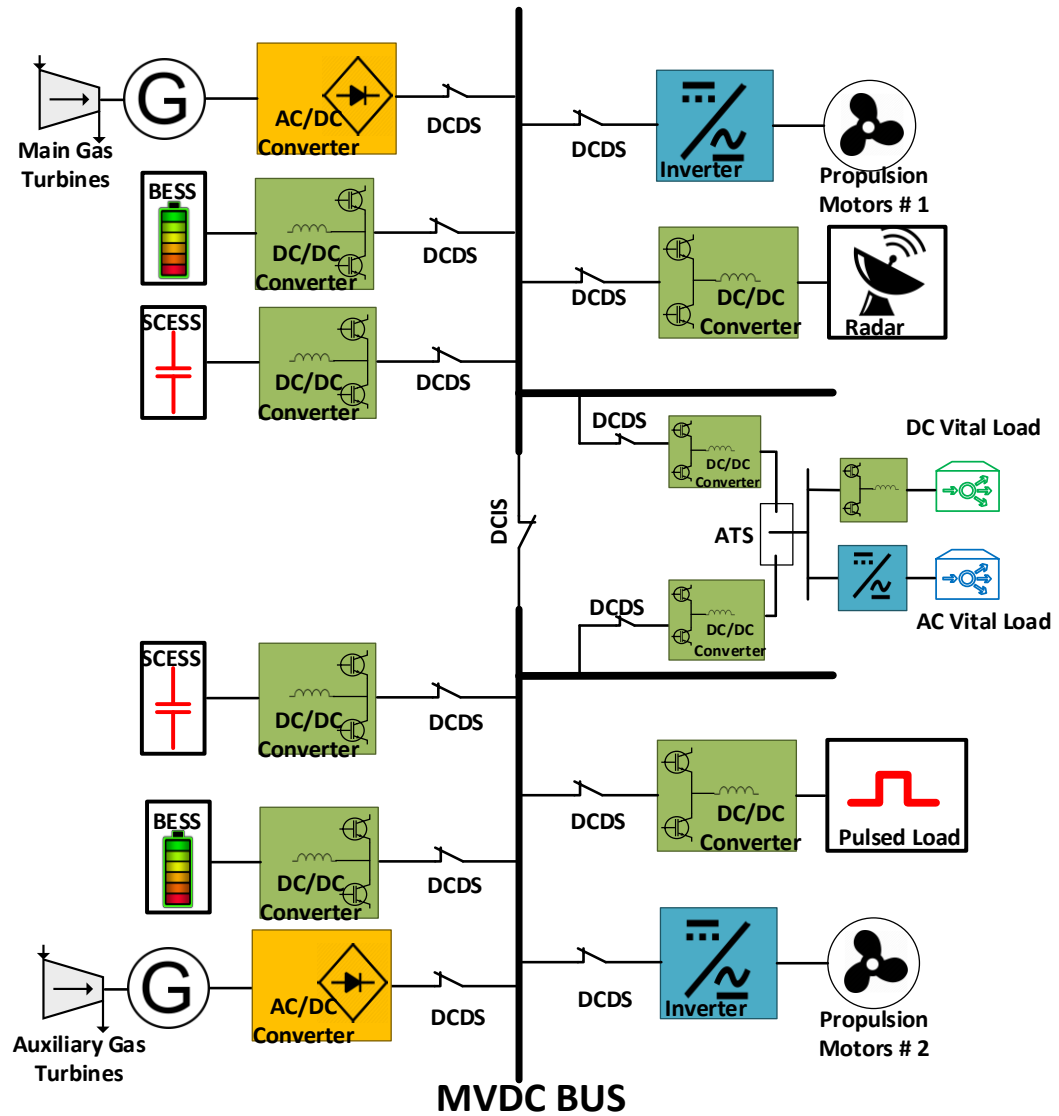 G
AC/DC
Converter
DCDS
Main Gas
Turbines
DCDS
Inverter
Propulsion
Motors # 1
BESS
DC/DC
Converter
DCDS
DCDS
DC/DC
Converter
Radar
SCESS
DC/DC
Converter
DCDS
DCDS
DC/DC
Converter
DC Vital Load
DCIS
ATS
DCDS
DC/DC
Converter
AC Vital Load
SCESS
DC/DC
Converter
DCDS
DCDS
DC/DC
Converter
Pulsed Load
BESS
DC/DC
Converter
DCDS
G
AC/DC
Converter
DCDS
Auxiliary Gas
Turbines
DCDS
Inverter
Propulsion
Motors # 2
MVDC BUS